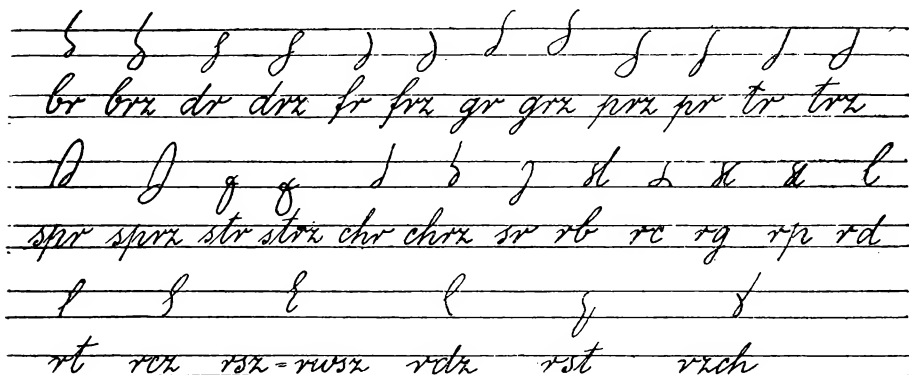 br brz dr drz fr frz gr grz prz pr tr trz
spr sprz str strz chr chrz sr rb rc rg rp rd
rt rcz rsz = rwsz rdz rst rzch